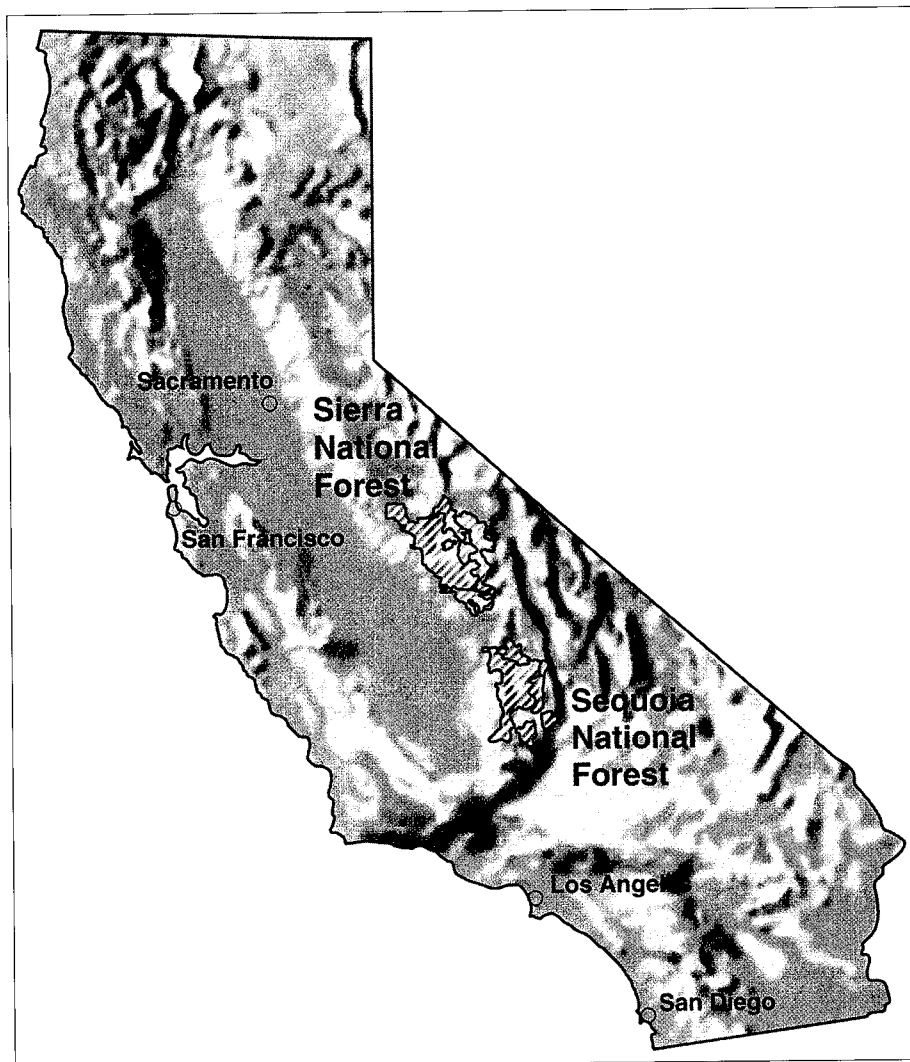 Sacramento
Sierra
National
Forest
San Francisco
Sequoia
National
Forest
Los Angeles
San Diego